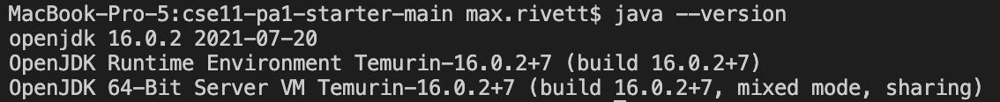 MacBook-Pro-5:cse11-pa1-starter-main max.rivett$ java --version
openjdk 16.0.2 2021-07-20
OpenJDK Runtime Environment Temurin-16.0.2+7 (build 16.0.2+7)
OpenJDK 64-Bit Server VM Temurin-16.0.2+7 (build 16.0.2+7, mixed mode, sharing)